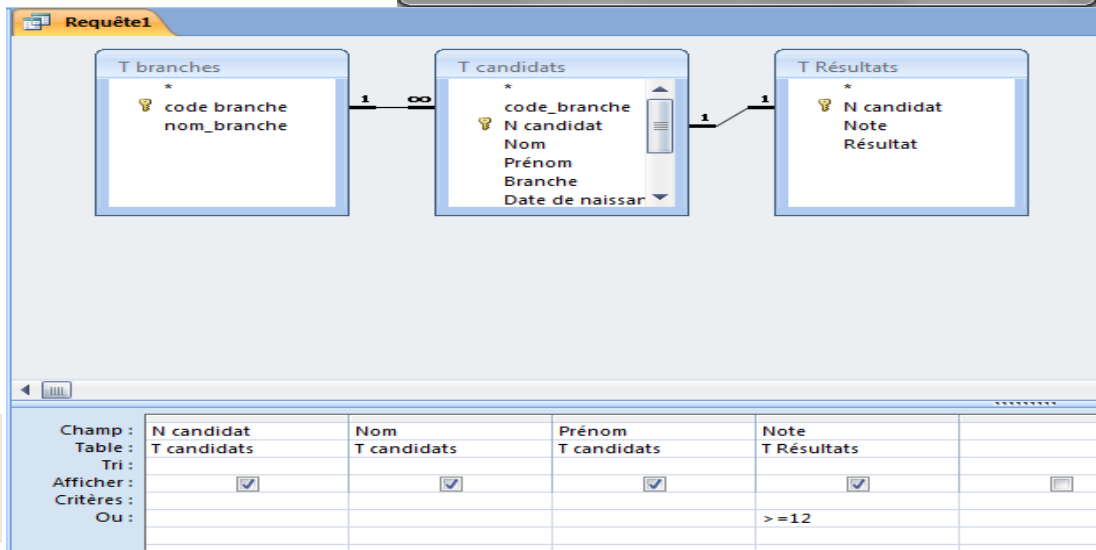 Requête1
T branches
*
code branche
nom_branche
1 ∞
T candidats
*
code_branche
N candidat
Nom
Prénom
Branche
Date de naissar
1 1
T Résultats
*
N candidat
Note
Résultat
Champ : N candidat Nom Prénom Note
Table : T candidats T candidats T candidats T Résultats
Tri :
Afficher :
Critères :
Ou : >=12